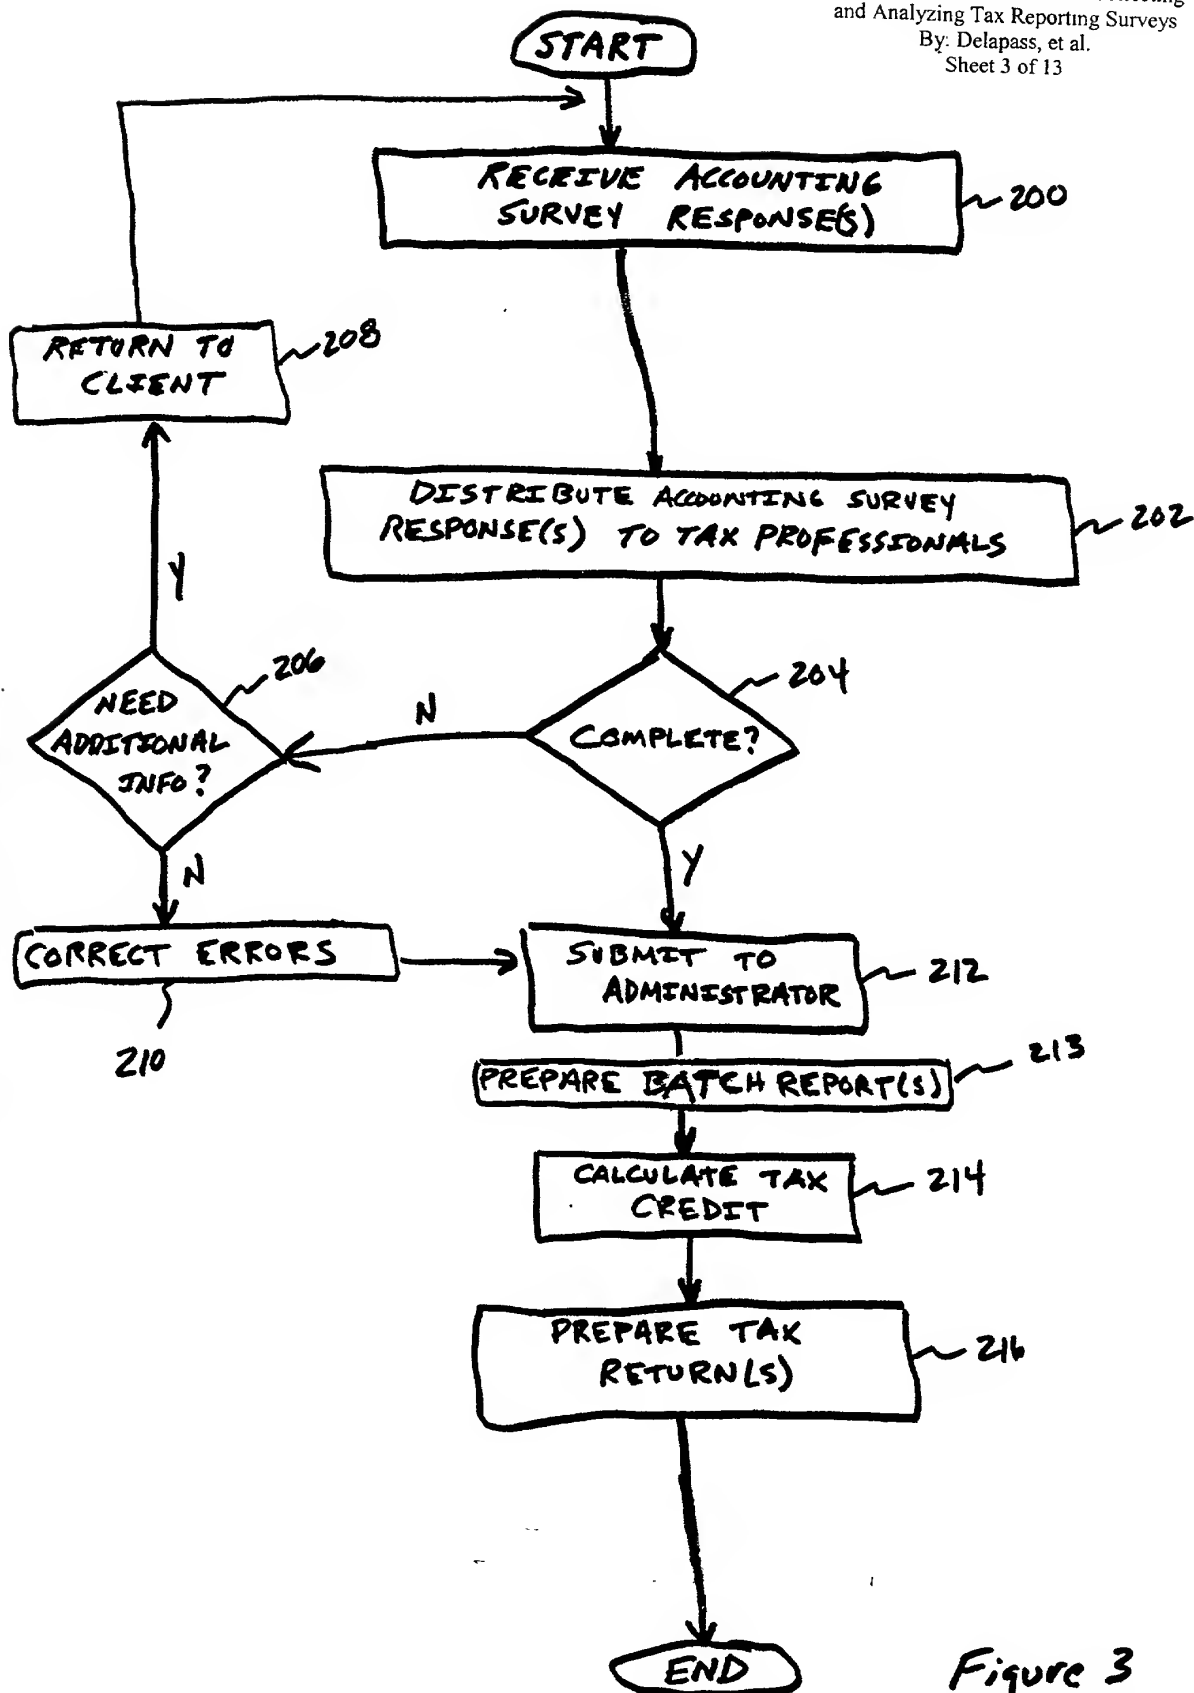 and Analyzing Tax Reporting Surveys
By: Delapass, et al.
Sheet 3 of 13
START
RECEIVE ACCOUNTING
SURVEY RESPONSE(S)
200
RETURN TO
CLIENT
208
DISTRIBUTE ACCOUNTING SURVEY
RESPONSE(S) TO TAX PROFESSIONALS
202
Y
NEED
ADDITIONAL
INFO?
206
N
COMPLETE?
204
N
Y
CORRECT ERRORS
210
SUBMIT TO
ADMINISTRATOR
212
PREPARE BATCH REPORT(S)
213
CALCULATE TAX
CREDIT
214
PREPARE TAX
RETURN(S)
216
END
Figure 3